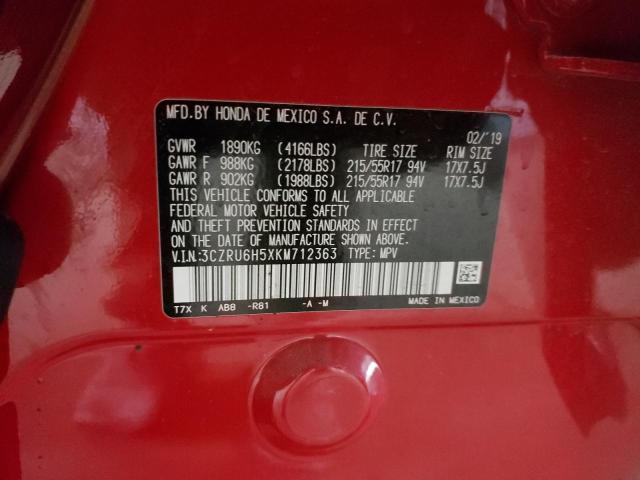 MFD.BY HONDA DE MEXICO S.A. DE C.V.
02/'19
GVWR 1890KG (4166LBS) TIRE SIZE RIM SIZE
GAWR F 988KG (2178LBS) 215/55R17 94V 17X7.5J
GAWR R 902KG (1988LBS) 215/55R17 94V 17X7.5J
THIS VEHICLE CONFORMS TO ALL APPLICABLE
FEDERAL MOTOR VEHICLE SAFETY
AND THEFT PREVENTION STANDARDS IN EFFECT
ON THE DATE OF MANUFACTURE SHOWN ABOVE.
V.I.N:3CZRU6H5XKM712363 TYPE: MPV
T7X K AB8 -R81 -A -M MADE IN MEXICO